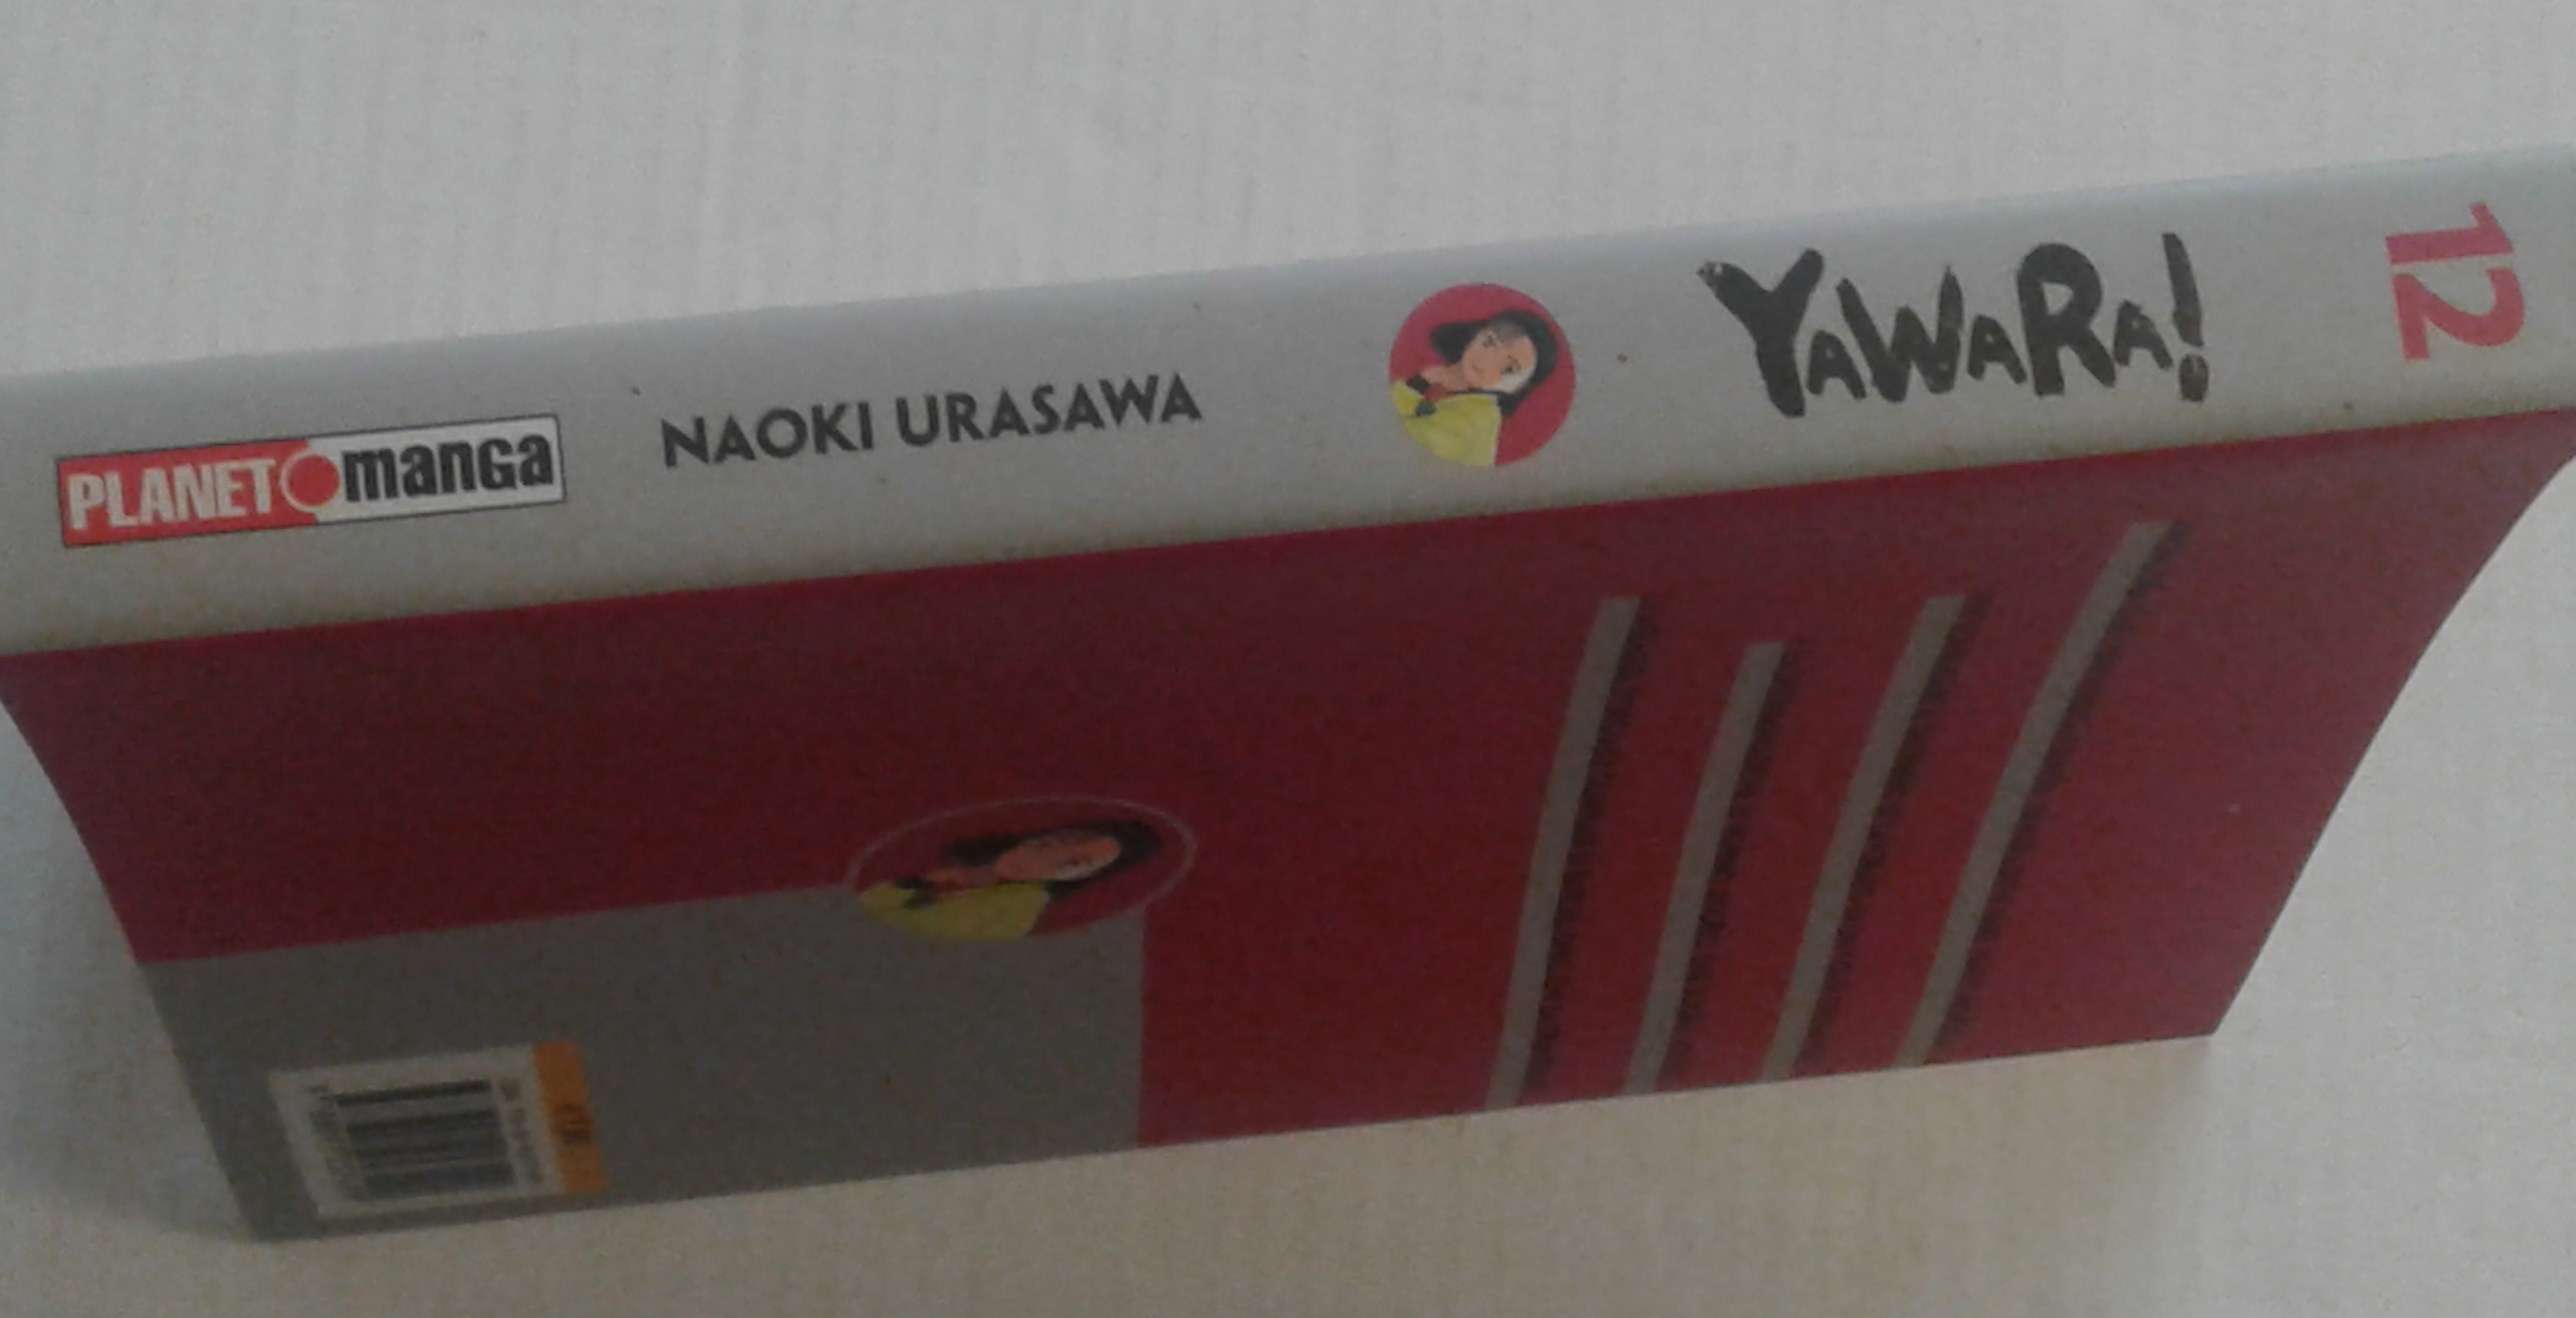 PLANET manga
NAOKI URASAWA
YAWARA!
12